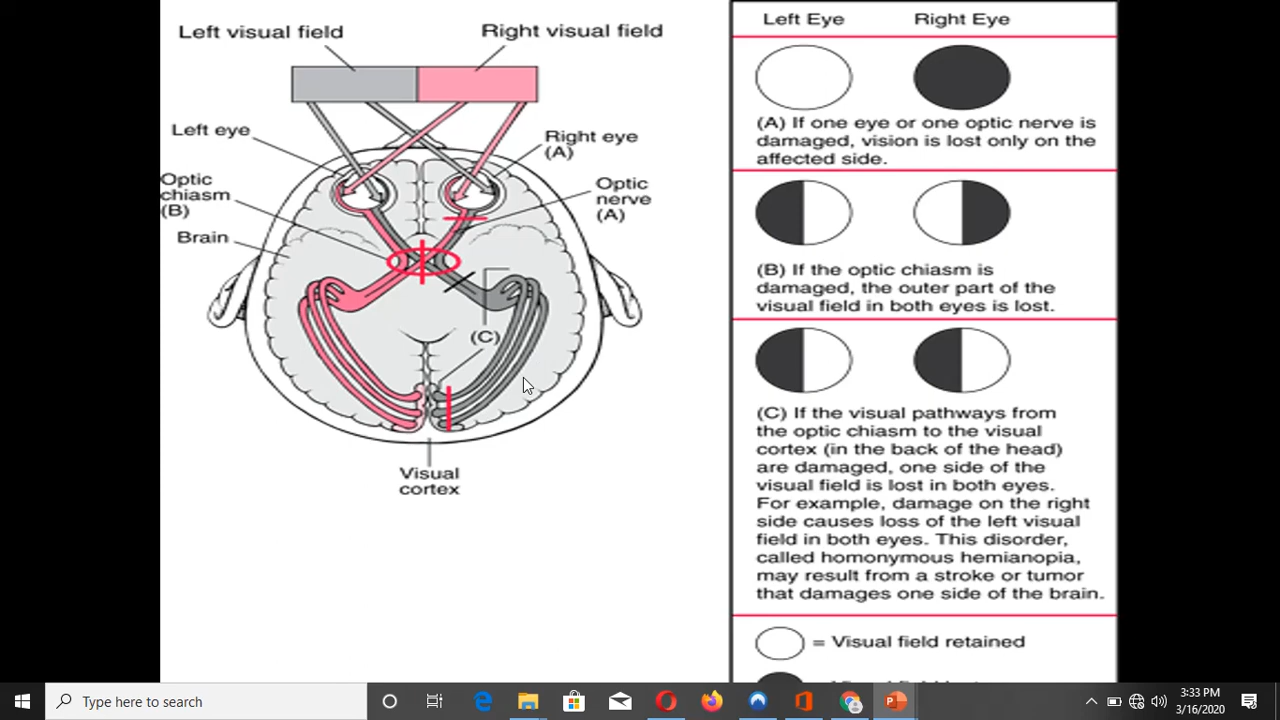 Left visual field
Right visual field
Left eye
Right eye
(A)
Optic
chiasm
(B)
Optic
nerve
(A)
Brain
(C)
Visual
cortex
Left Eye
Right Eye
(A) If one eye or one optic nerve is
damaged, vision is lost only on the
affected side.
(B) If the optic chiasm is
damaged, the outer part of the
visual field in both eyes is lost.
(C) If the visual pathways from
the optic chiasm to the visual
cortex (in the back of the head)
are damaged, one side of the
visual field is lost in both eyes.
For example, damage on the right
side causes loss of the left visual
field in both eyes. This disorder,
called homonymous hemianopia,
may result from a stroke or tumor
that damages one side of the brain.
= Visual field retained
Type here to search
3:33 PM
3/16/2020